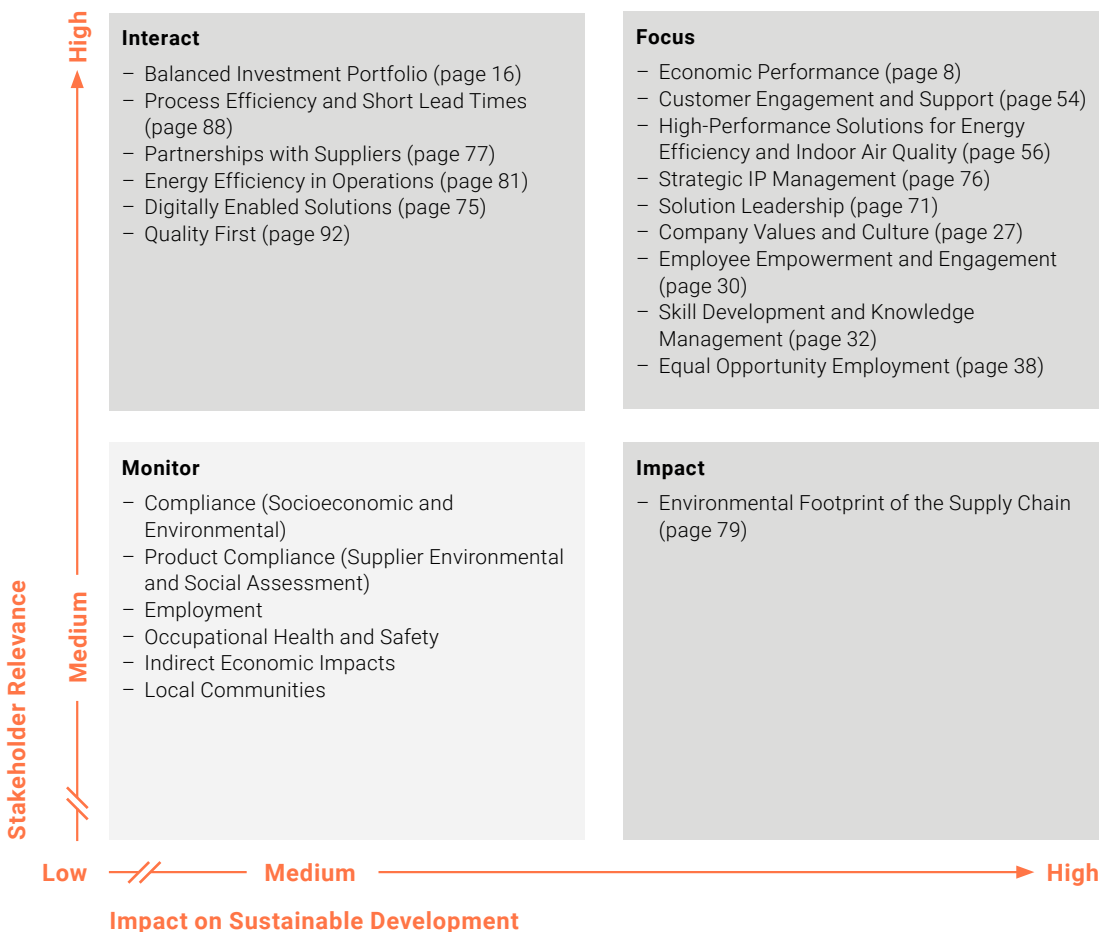 High
Interact
– Balanced Investment Portfolio (page 16)
– Process Efficiency and Short Lead Times
(page 88)
– Partnerships with Suppliers (page 77)
– Energy Efficiency in Operations (page 81)
– Digitally Enabled Solutions (page 75)
– Quality First (page 92)
Focus
– Economic Performance (page 8)
– Customer Engagement and Support (page 54)
– High-Performance Solutions for Energy
Efficiency and Indoor Air Quality (page 56)
– Strategic IP Management (page 76)
– Solution Leadership (page 71)
– Company Values and Culture (page 27)
– Employee Empowerment and Engagement
(page 30)
– Skill Development and Knowledge
Management (page 32)
– Equal Opportunity Employment (page 38)
Stakeholder Relevance
Medium
Monitor
– Compliance (Socioeconomic and
Environmental)
– Product Compliance (Supplier Environmental
and Social Assessment)
– Employment
– Occupational Health and Safety
– Indirect Economic Impacts
– Local Communities
Impact
– Environmental Footprint of the Supply Chain
(page 79)
Low
Medium
High
Impact on Sustainable Development